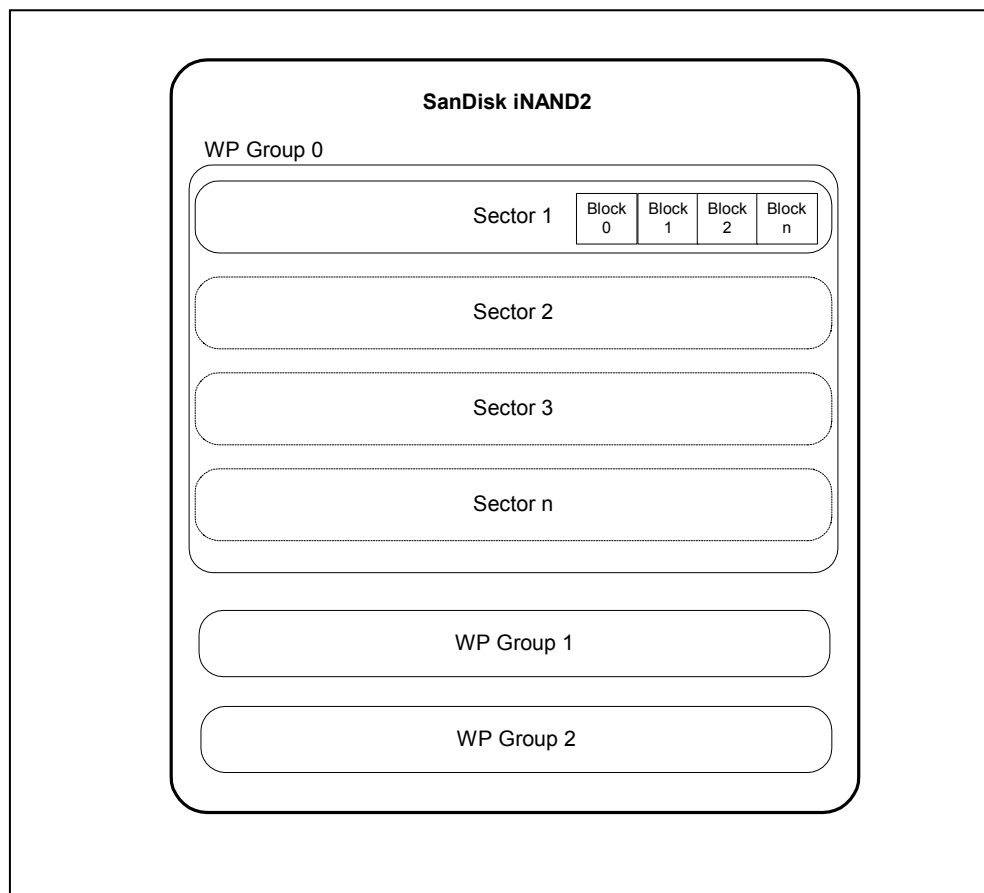 SanDisk iNAND2
WP Group 0
Sector 1
Block Block Block Block
0 1 2 n
Sector 2
Sector 3
Sector n
WP Group 1
WP Group 2